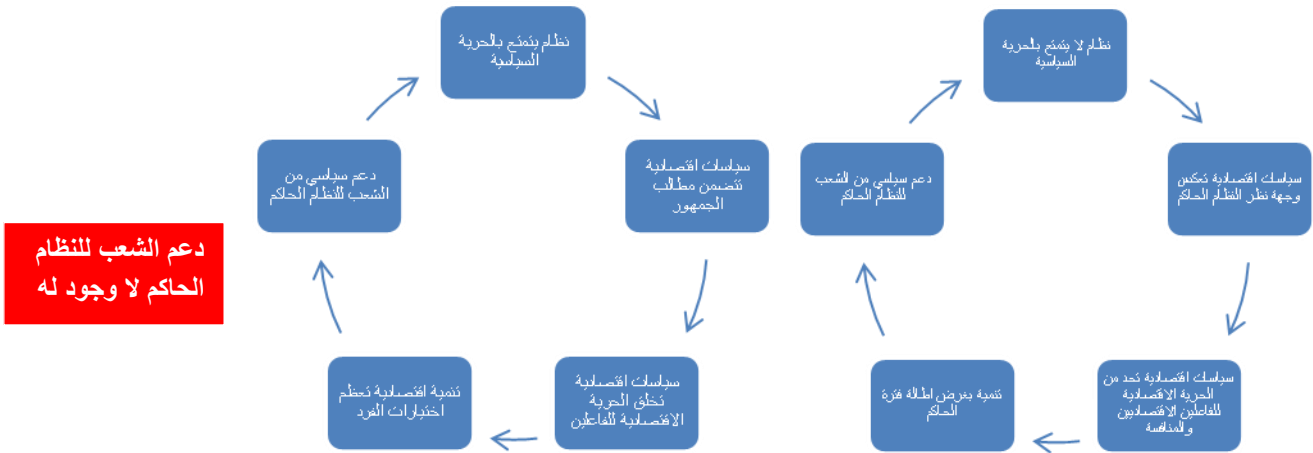 نظام لا يتمتع بالحرية
السياسية
سياسات اقتصادية تعكس
وجهة نظر النظام الحاكم
سياسات اقتصادية تحد من
الحرية الاقتصادية
للفاعلين الاقتصاديين
والمنافسة
تنمية بغرض اطالة فترة
الحاكم
دعم سياسي من الشعب
للنظام الحاكم
نظام يتمتع بالحرية
السياسية
سياسات اقتصادية
تتضمن مطالب
الجمهور
سياسات اقتصادية
تخلق الحرية
الاقتصادية للفاعلين
تنمية اقتصادية تعظم
اختيارات الفرد
دعم سياسي من
الشعب للنظام الحاكم
دعم الشعب للنظام
الحاكم لا وجود له